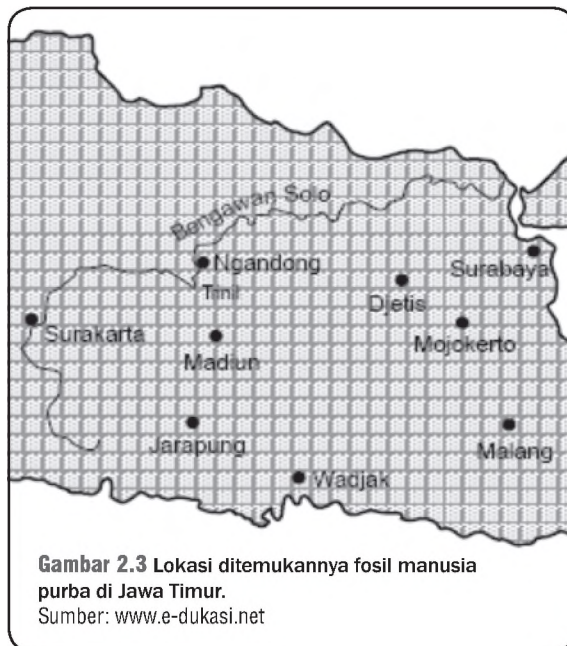 Bengawan Solo
Ngandong
Trinil
Surabaya
Djetis
Surakarta
Mojokerto
Madiun
Jarapung
Malang
Wadjak
Gambar 2.3 Lokasi ditemukannya fosil manusia
purba di Jawa Timur.
Sumber: www.e-dukasi.net